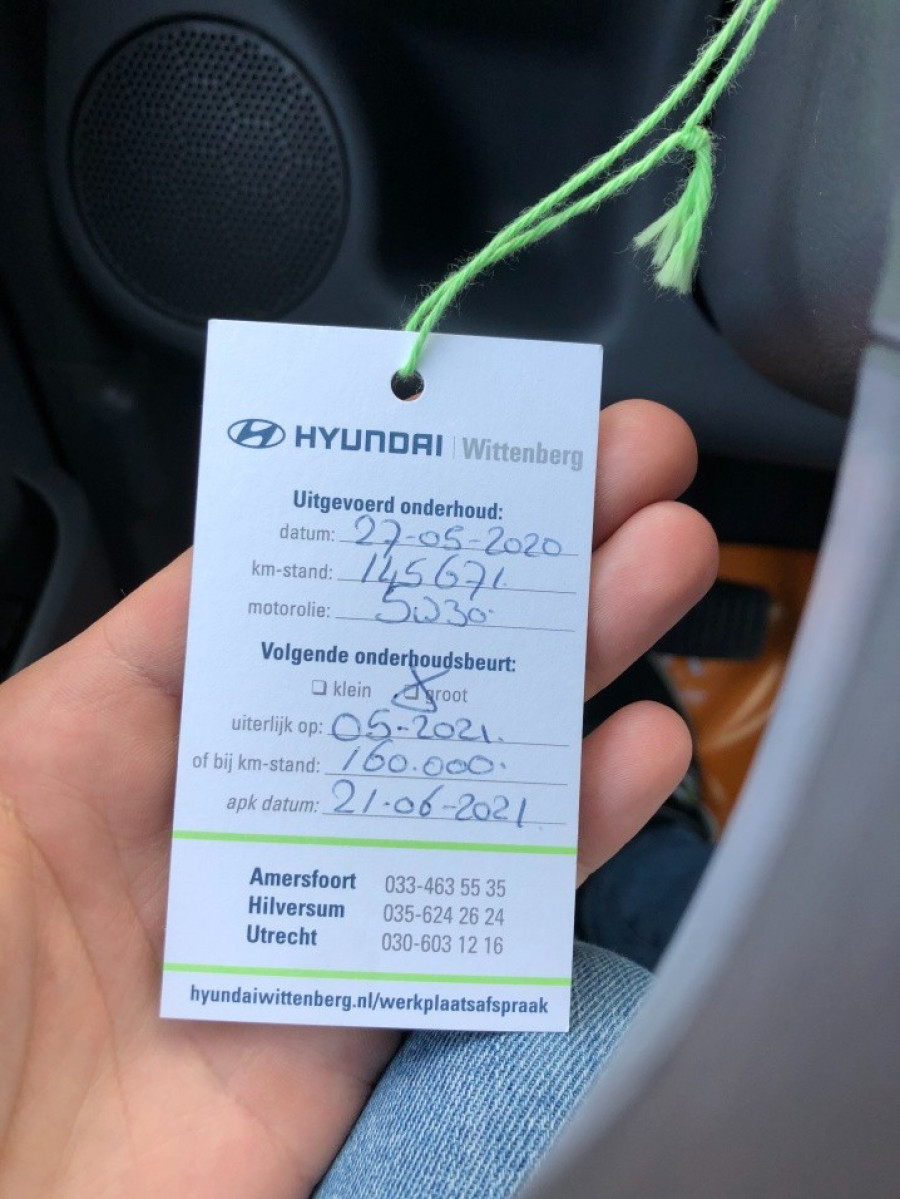 HYUNDAI | Wittenberg
Uitgevoerd onderhoud:
datum: 27-05-2020
km-stand: 145671.
motorolie: 5W30.
Volgende onderhoudsbeurt:
❏ klein ❏ groot
uiterlijk op: 05-2021.
of bij km-stand: 160.000.
apk datum: 21-06-2021
Amersfoort 033-463 55 35
Hilversum 035-624 26 24
Utrecht 030-603 12 16
hyundaiwittenberg.nl/werkplaatsafspraak